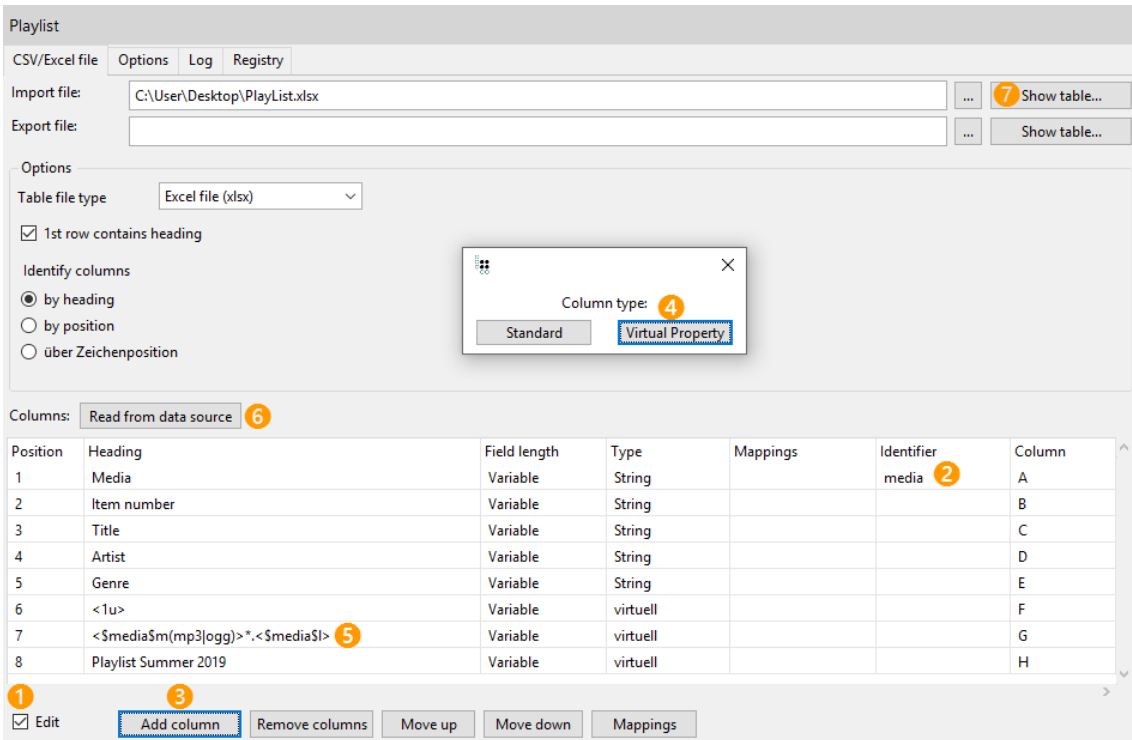 Playlist
CSV/Excel file Options Log Registry
Import file: C:\User\Desktop\PlayList.xlsx ... 7 Show table...
Export file: ... Show table...
Options
Table file type Excel file (xlsx)
1st row contains heading
Identify columns
by heading
by position
über Zeichenposition
Column type: 4
Standard Virtual Property
Columns: Read from data source 6
Position Heading Field length Type Mappings Identifier Column
1 Media Variable String media 2 A
2 Item number Variable String B
3 Title Variable String C
4 Artist Variable String D
5 Genre Variable String E
6 <1u> Variable virtuell F
7 <$media$m(mp3|ogg)>*.<$media$l> 5 Variable virtuell G
8 Playlist Summer 2019 Variable virtuell H
1 3
Edit Add column Remove columns Move up Move down Mappings